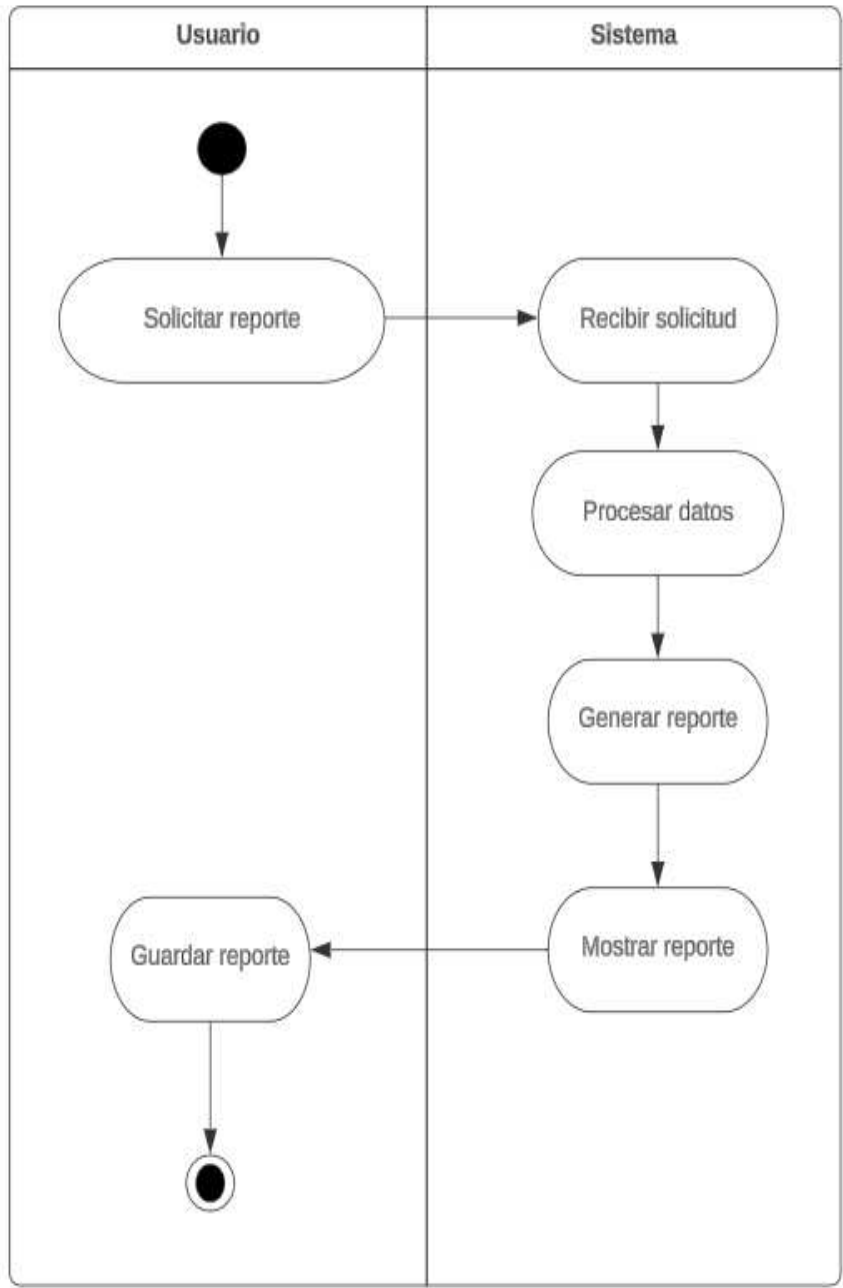 Usuario
Sistema
Solicitar reporte
Recibir solicitud
Procesar datos
Generar reporte
Mostrar reporte
Guardar reporte